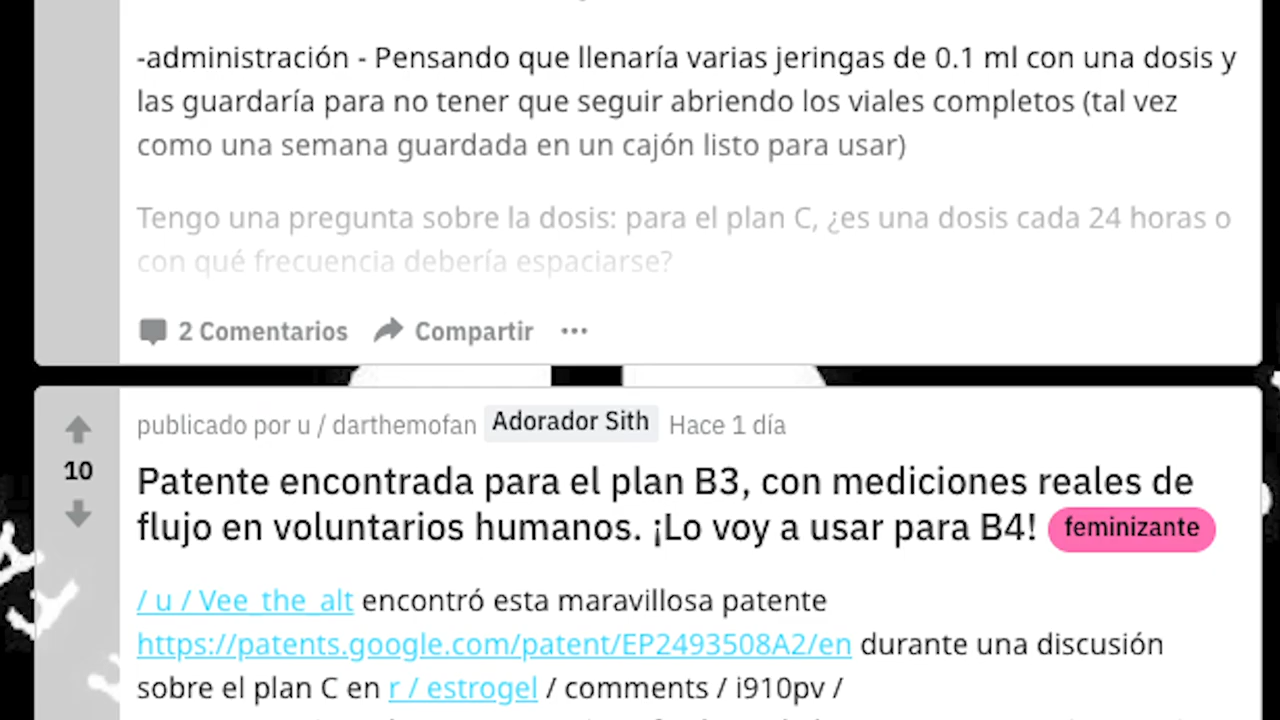 -administración - Pensando que llenaría varias jeringas de 0.1 ml con una dosis y
las guardaría para no tener que seguir abriendo los viales completos (tal vez
como una semana guardada en un cajón listo para usar)
Tengo una pregunta sobre la dosis: para el plan C, ¿es una dosis cada 24 horas o
con qué frecuencia debería espaciarse?
2 Comentarios Compartir ···
publicado por u / darthemofan Adorador Sith Hace 1 día
10
Patente encontrada para el plan B3, con mediciones reales de
flujo en voluntarios humanos. ¡Lo voy a usar para B4! feminizante
/ u / Vee_the_alt encontró esta maravillosa patente
https://patents.google.com/patent/EP2493508A2/en durante una discusión
sobre el plan C en r / estrogel / comments / i910pv /